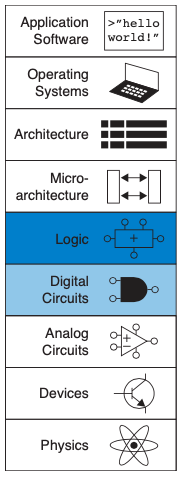 Application
Software
>"hello
world!"
Operating
Systems
Architecture
Micro-
architecture
Logic
+
Digital
Circuits
Analog
Circuits
+
-
Devices
Physics